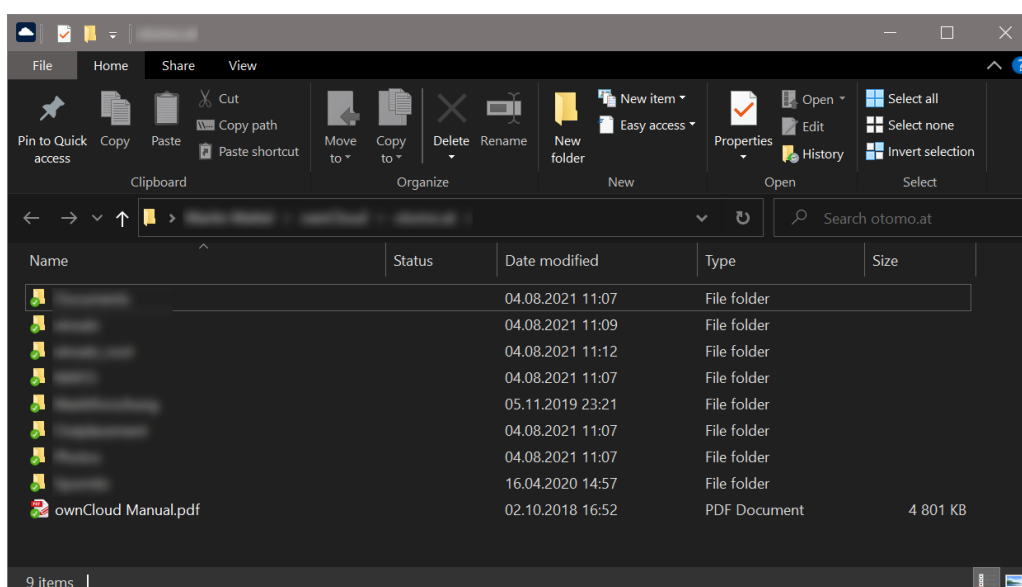 File Home Share View
Pin to Quick access
Copy
Paste
Cut
Copy path
Paste shortcut
Clipboard
Move to
Copy to
Delete
Rename
Organize
New folder
New item
Easy access
New
Properties
Open
Edit
History
Open
Select all
Select none
Invert selection
Select
Search otomo.at
Name Status Date modified Type Size
04.08.2021 11:07 File folder
04.08.2021 11:09 File folder
04.08.2021 11:12 File folder
04.08.2021 11:07 File folder
05.11.2019 23:21 File folder
04.08.2021 11:07 File folder
04.08.2021 11:07 File folder
16.04.2020 14:57 File folder
ownCloud Manual.pdf 02.10.2018 16:52 PDF Document 4 801 KB
9 items